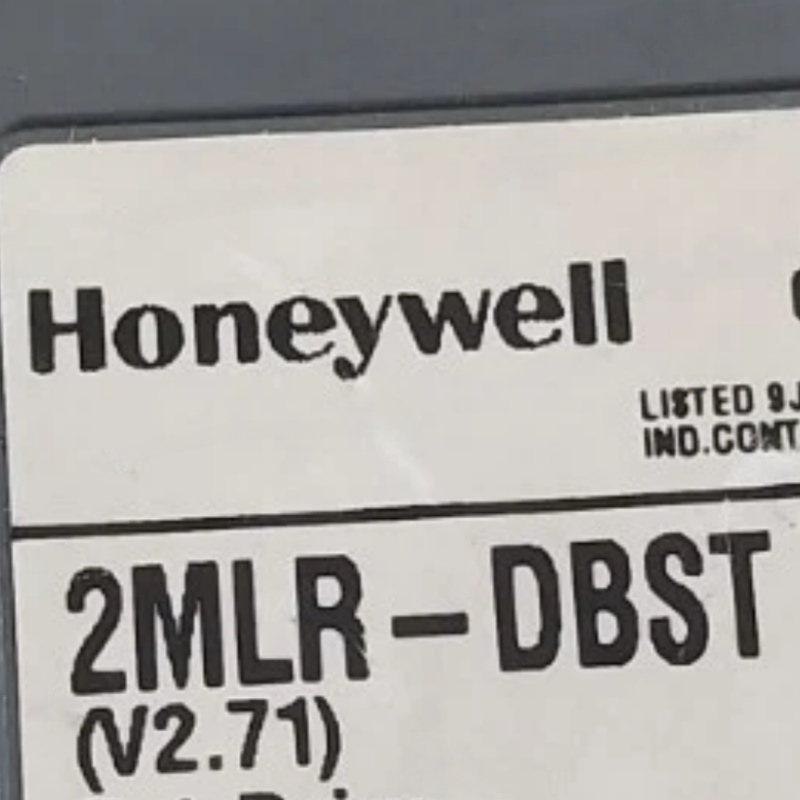 Honeywell
LISTED 9J
IND.CONT
2MLR-DBST
(V2.71)